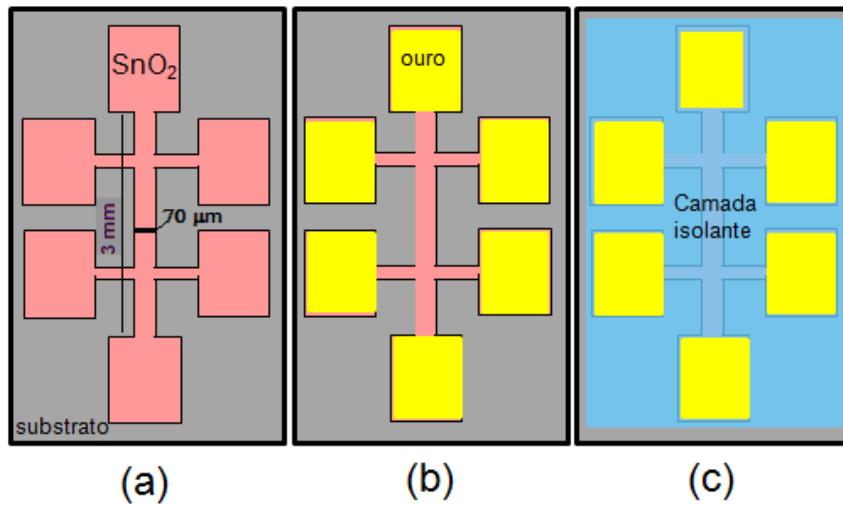 SnO₂
3 mm
70 µm
substrato
ouro
Camada
isolante
(a)
(b)
(c)